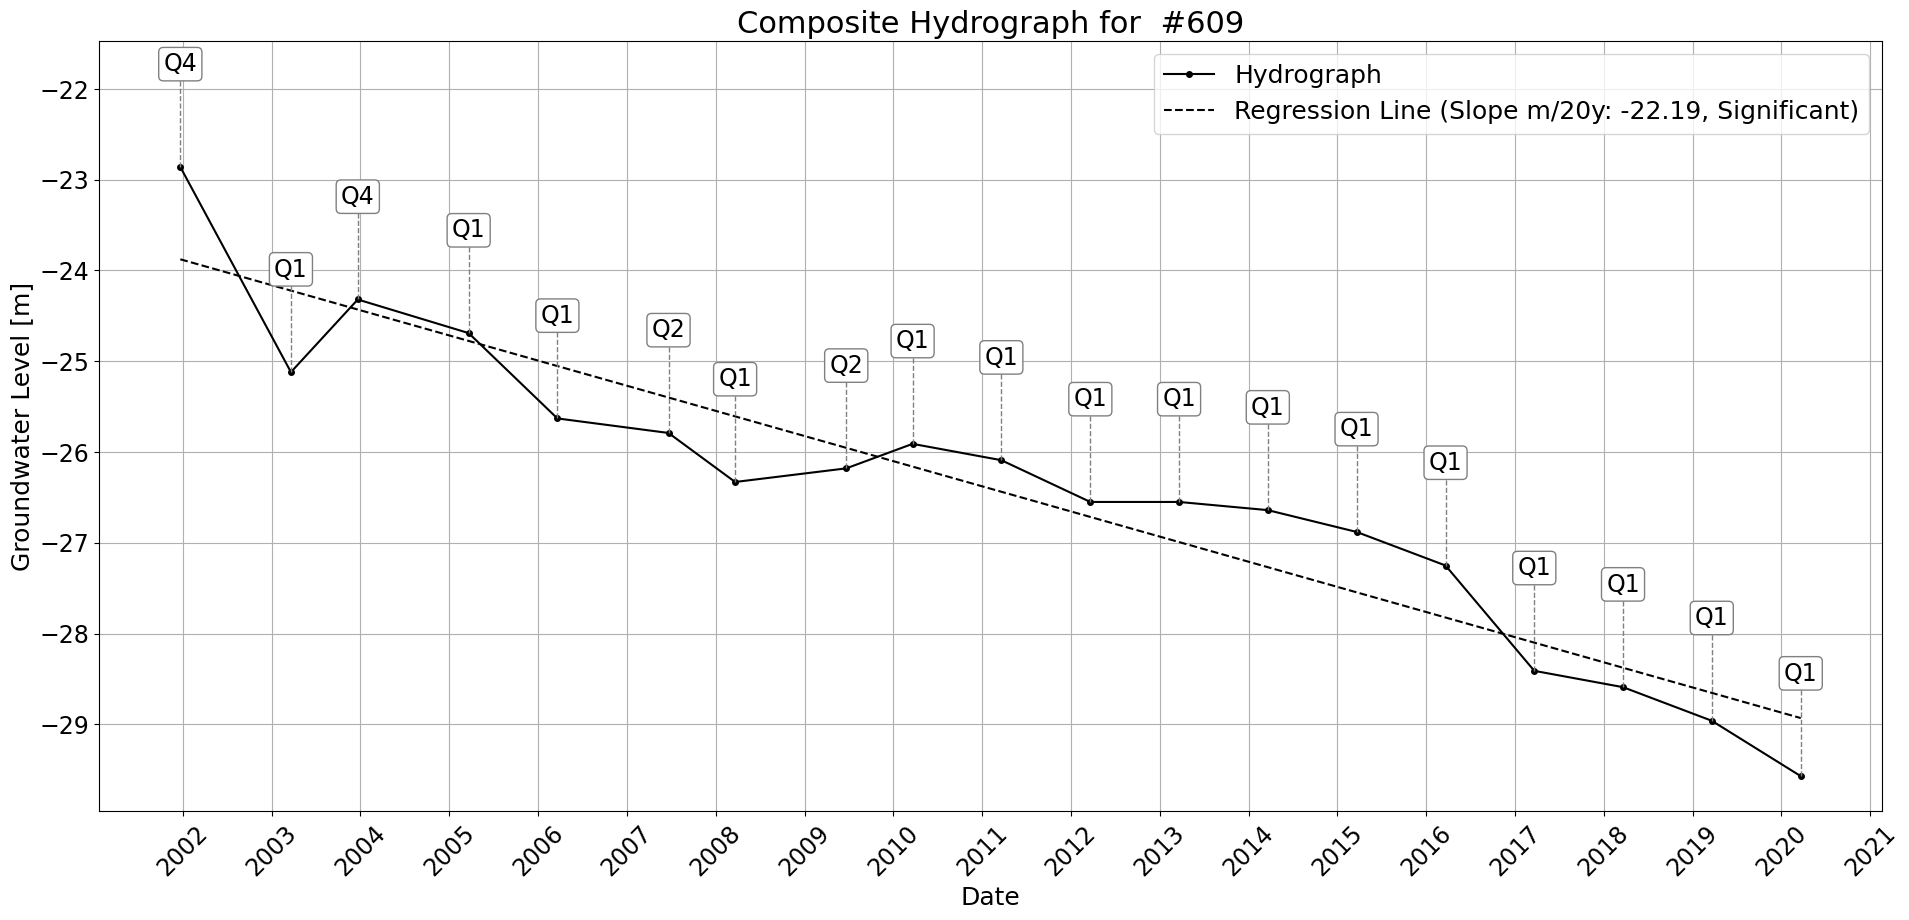 Composite Hydrograph for  #609
Hydrograph
Regression Line (Slope m/20y: -22.19, Significant)
Groundwater Level [m]
−22
−23
−24
−25
−26
−27
−28
−29
Q4
Q1
Q4
Q1
Q1
Q2
Q1
Q2
Q1
Q1
Q1
Q1
Q1
Q1
Q1
Q1
Q1
Q1
Q1
2002
2003
2004
2005
2006
2007
2008
2009
2010
2011
2012
2013
2014
2015
2016
2017
2018
2019
2020
2021
Date